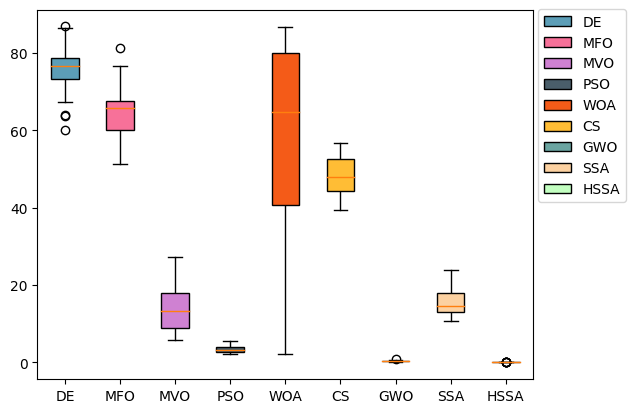 80
60
40
20
0
DE MFO MVO PSO WOA CS GWO SSA HSSA
DE
MFO
MVO
PSO
WOA
CS
GWO
SSA
HSSA